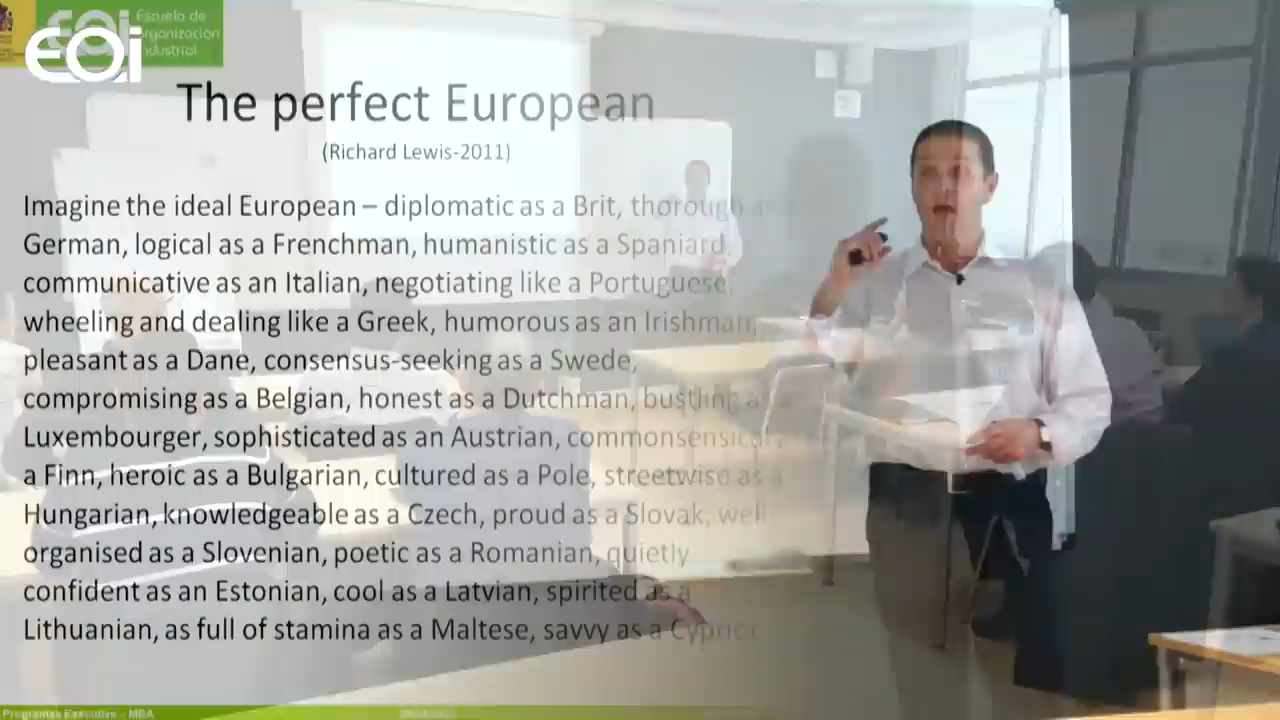 Escuela de
organización
industrial
EOi
The perfect European
(Richard Lewis-2011)
Imagine the ideal European – diplomatic as a Brit, thorough as
German, logical as a Frenchman, humanistic as a Spaniard,
communicative as an Italian, negotiating like a Portuguese,
wheeling and dealing like a Greek, humorous as an Irishman,
pleasant as a Dane, consensus-seeking as a Swede,
compromising as a Belgian, honest as a Dutchman, bustling as
Luxembourger, sophisticated as an Austrian, commonsensical
a Finn, heroic as a Bulgarian, cultured as a Pole, streetwise as a
Hungarian, knowledgeable as a Czech, proud as a Slovak, well
organised as a Slovenian, poetic as a Romanian, quietly
confident as an Estonian, cool as a Latvian, spirited as a
Lithuanian, as full of stamina as a Maltese, savvy as a Cypriot
Programas Executive - MBA